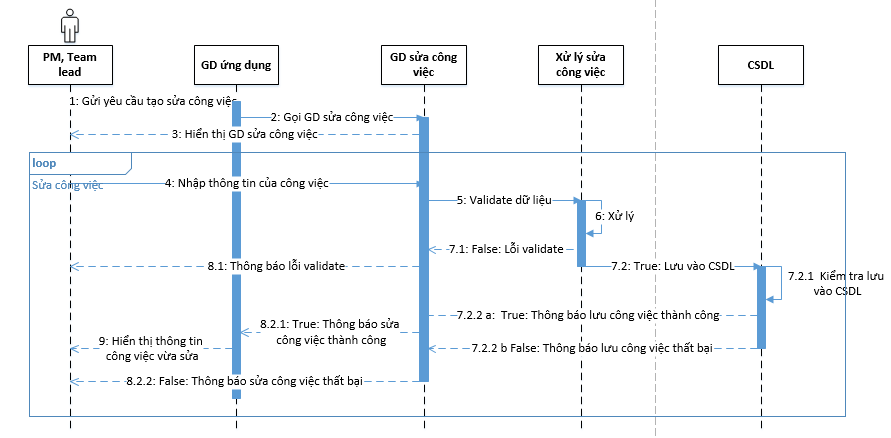 PM, Team
lead
GD ứng dụng
GD sửa công
việc
Xử lý sửa
công việc
CSDL
1: Gửi yêu cầu tạo sửa công việc
2: Gọi GD sửa công việc
3: Hiển thị GD sửa công việc
loop
Sửa công việc
4: Nhập thông tin của công việc
5: Validate dữ liệu
6: Xử lý
7.1: False: Lỗi validate
8.1: Thông báo lỗi validate
7.2: True: Lưu vào CSDL
7.2.1 Kiểm tra lưu
vào CSDL
7.2.2 a: True: Thông báo lưu công việc thành công
8.2.1: True: Thông báo sửa
công việc thành công
9: Hiển thị thông tin
công việc vừa sửa
7.2.2 b False: Thông báo lưu công việc thất bại
8.2.2: False: Thông báo sửa công việc thất bại